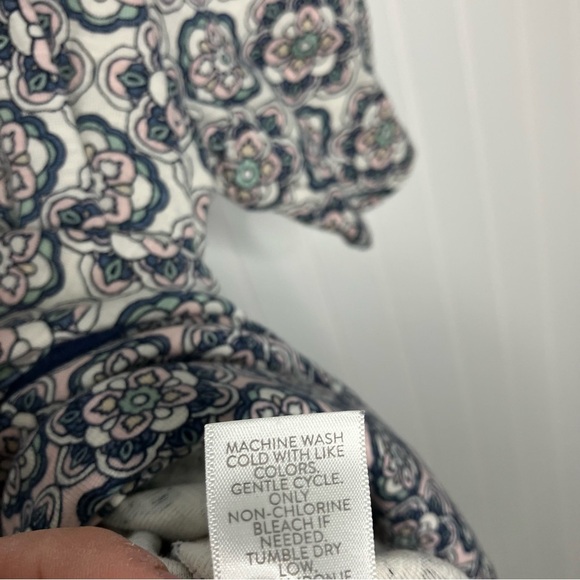 MACHINE WASH
COLD WITH LIKE
COLORS.
GENTLE CYCLE.
ONLY
NON-CHLORINE
BLEACH IF
NEEDED.
TUMBLE DRY
LOW.